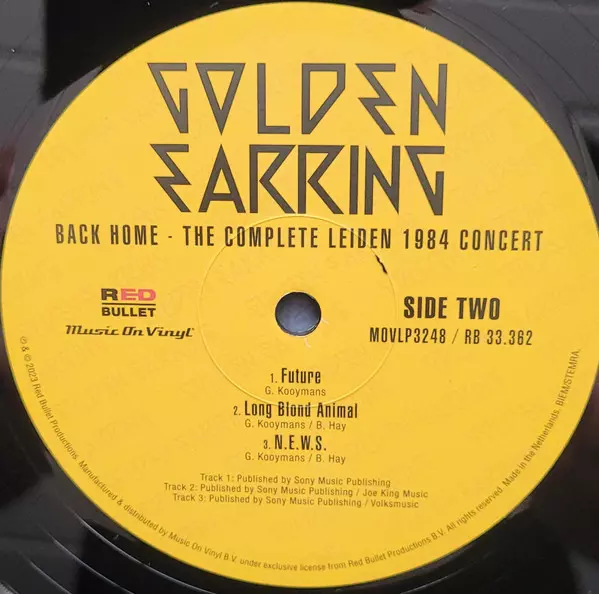 GOLDEN
EARRING
BACK HOME - THE COMPLETE LEIDEN 1984 CONCERT
RED
BULLET
Music On Vinyl
SIDE TWO
MOVLP3248 / RB 33.362
1. Future
G. Kooymans
2. Long Blond Animal
G. Kooymans / B. Hay
3. N.E.W.S.
G. Kooymans / B. Hay
Track 1: Published by Sony Music Publishing
Track 2: Published by Sony Music Publishing / Joe King Music
Track 3: Published by Sony Music Publishing / Volksmusic
℗ & © 2023 Red Bullet Productions. Manufactured & distributed by Music On Vinyl B.V. under exclusive license from Red Bullet Productions B.V. All rights reserved. Made in the Netherlands. BIEM/STEMRA.